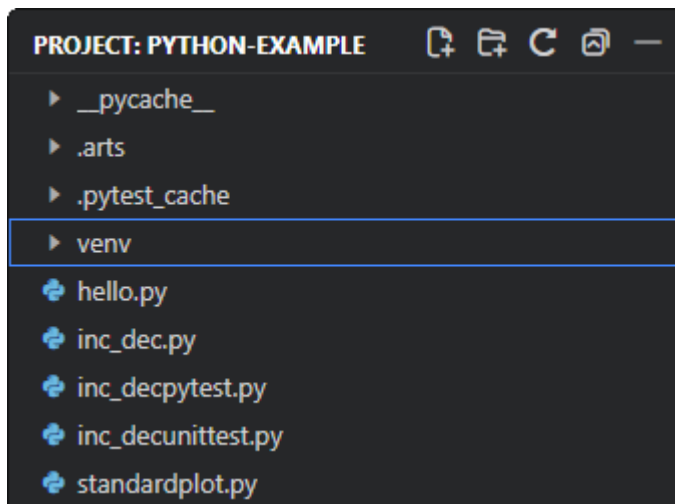 PROJECT: PYTHON-EXAMPLE
__pycache__
.arts
.pytest_cache
venv
hello.py
inc_dec.py
inc_decpytest.py
inc_decunittest.py
standardplot.py